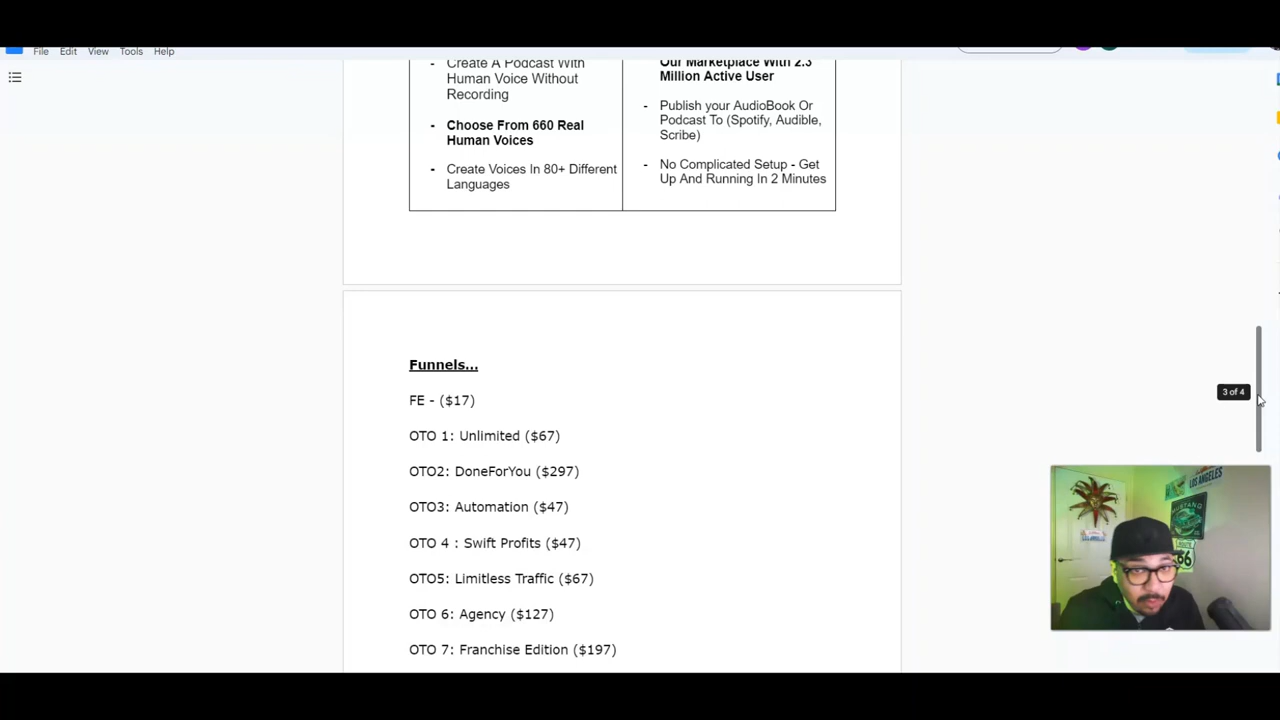 File Edit View Tools Help
Create A Podcast With
Human Voice Without
Recording
- Choose From 660 Real
Human Voices
- Create Voices In 80+ Different
Languages
Our Marketplace With 2.3
Million Active User
- Publish your AudioBook Or
Podcast To (Spotify, Audible,
Scribe)
- No Complicated Setup - Get
Up And Running In 2 Minutes
Funnels...
FE - ($17)
OTO 1: Unlimited ($67)
OTO2: DoneForYou ($297)
OTO3: Automation ($47)
OTO 4 : Swift Profits ($47)
OTO5: Limitless Traffic ($67)
OTO 6: Agency ($127)
OTO 7: Franchise Edition ($197)
3 of 4
LOS ANGELES
MUSTANG
66